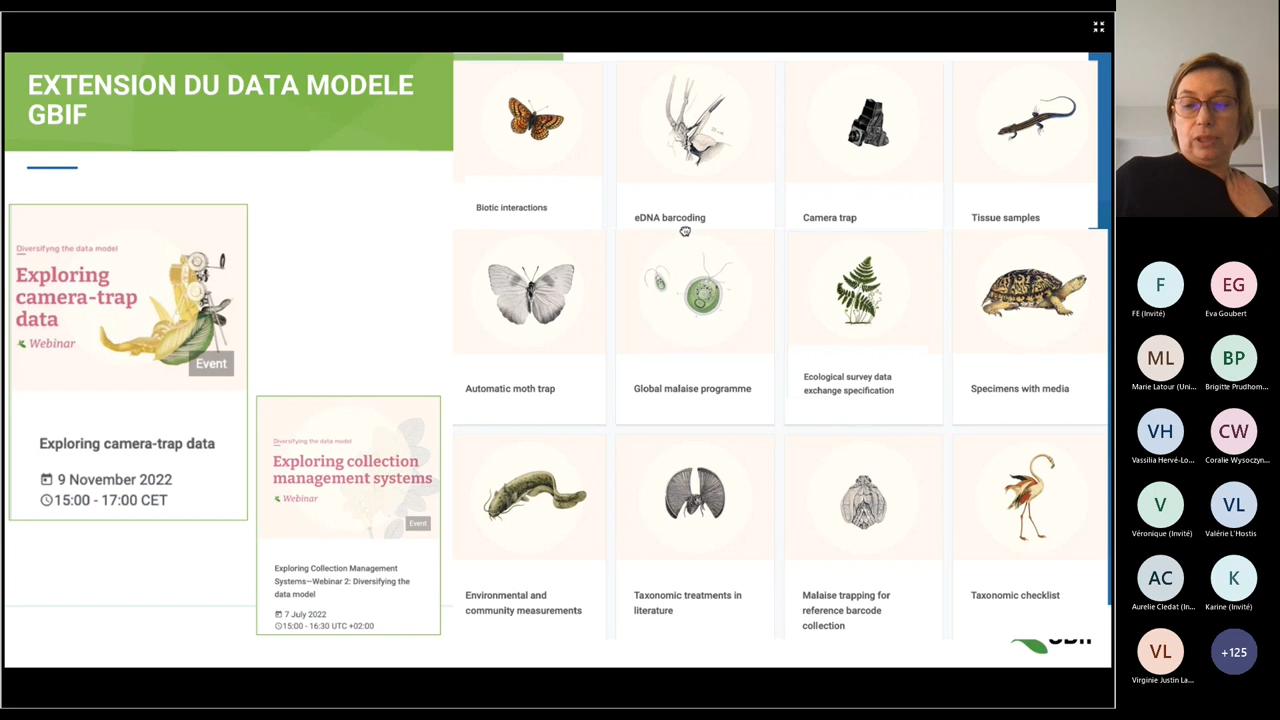 EXTENSION DU DATA MODELE
GBIF
Diversifyng the data model
Exploring
camera-trap
data
Webinar
Event
Exploring camera-trap data
9 November 2022
15:00 - 17:00 CET
Diversifying the data model
Exploring collection
management systems
Webinar
Event
Exploring Collection Management
Systems—Webinar 2: Diversifying the
data model
7 July 2022
15:00 - 16:30 UTC +02:00
Biotic interactions
eDNA barcoding
Camera trap
Tissue samples
Automatic moth trap
Global malaise programme
Ecological survey data
exchange specification
Specimens with media
Environmental and
community measurements
Taxonomic treatments in
literature
Malaise trapping for
reference barcode
collection
Taxonomic checklist
F
FE (Invité)
EG
Eva Goubert
ML
Marie Latour (Uni...
BP
Brigitte Prudhom...
VH
Vassilia Hervé-Lo...
CW
Coralie Wysoczyn...
V
Véronique (Invité)
VL
Valérie L'Hostis
AC
Aurelie Cledat (In...
K
Karine (Invité)
VL
Virginie Justin La...
+125